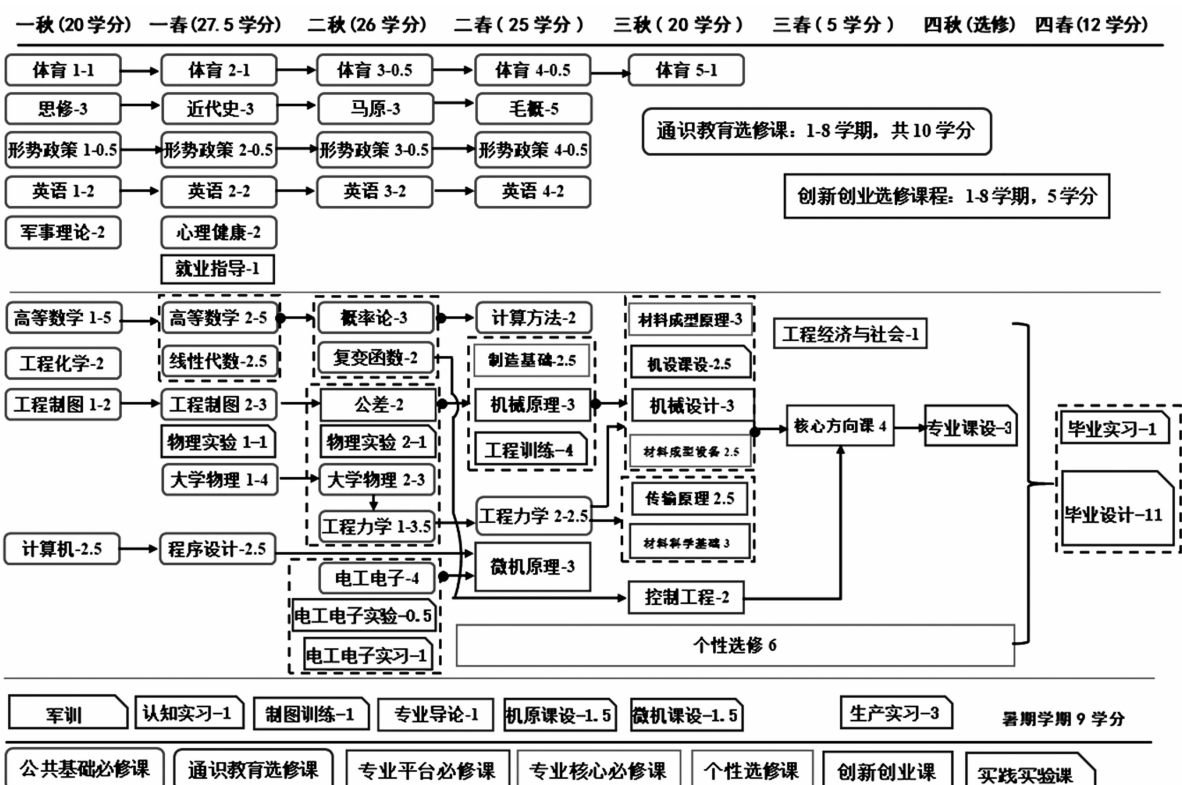 一秋(20学分) 一春(27.5学分) 二秋(26学分) 二春(25学分) 三秋(20学分) 三春(5学分) 四秋(选修) 四春(12学分)
体育1-1 体育2-1 体育3-0.5 体育4-0.5 体育5-1
思修-3 近代史-3 马原-3 毛概-5
通识教育选修课：1-8学期，共10学分
形势政策1-0.5 形势政策2-0.5 形势政策3-0.5 形势政策4-0.5
英语1-2 英语2-2 英语3-2 英语4-2
创新创业选修课程：1-8学期，5学分
军事理论-2 心理健康-2
就业指导-1
高等数学1-5 高等数学2-5 概率论-3 计算方法-2 材料成型原理-3
工程经济与社会-1
工程化学-2 线性代数-2.5 复变函数-2 制造基础-2.5 机设课设-2.5
工程制图1-2 工程制图2-3 公差-2 机械原理-3 机械设计-3
核心方向课4 专业课设-3 毕业实习-1
物理实验1-1 物理实验2-1 工程训练-4 材料成型设备2.5
大学物理1-4 大学物理2-3 传输原理2.5
工程力学1-3.5 工程力学2-2.5 毕业设计-11
计算机-2.5 程序设计-2.5 材料科学基础3
电工电子-4 微机原理-3
电工电子实验-0.5 控制工程-2
电工电子实习-1 个性选修6
军训 认知实习-1 制图训练-1 专业导论-1 机原课设-1.5 微机课设-1.5 生产实习-3 暑期学期9学分
公共基础必修课 通识教育选修课 专业平台必修课 专业核心必修课 个性选修课 创新创业课 实践实验课